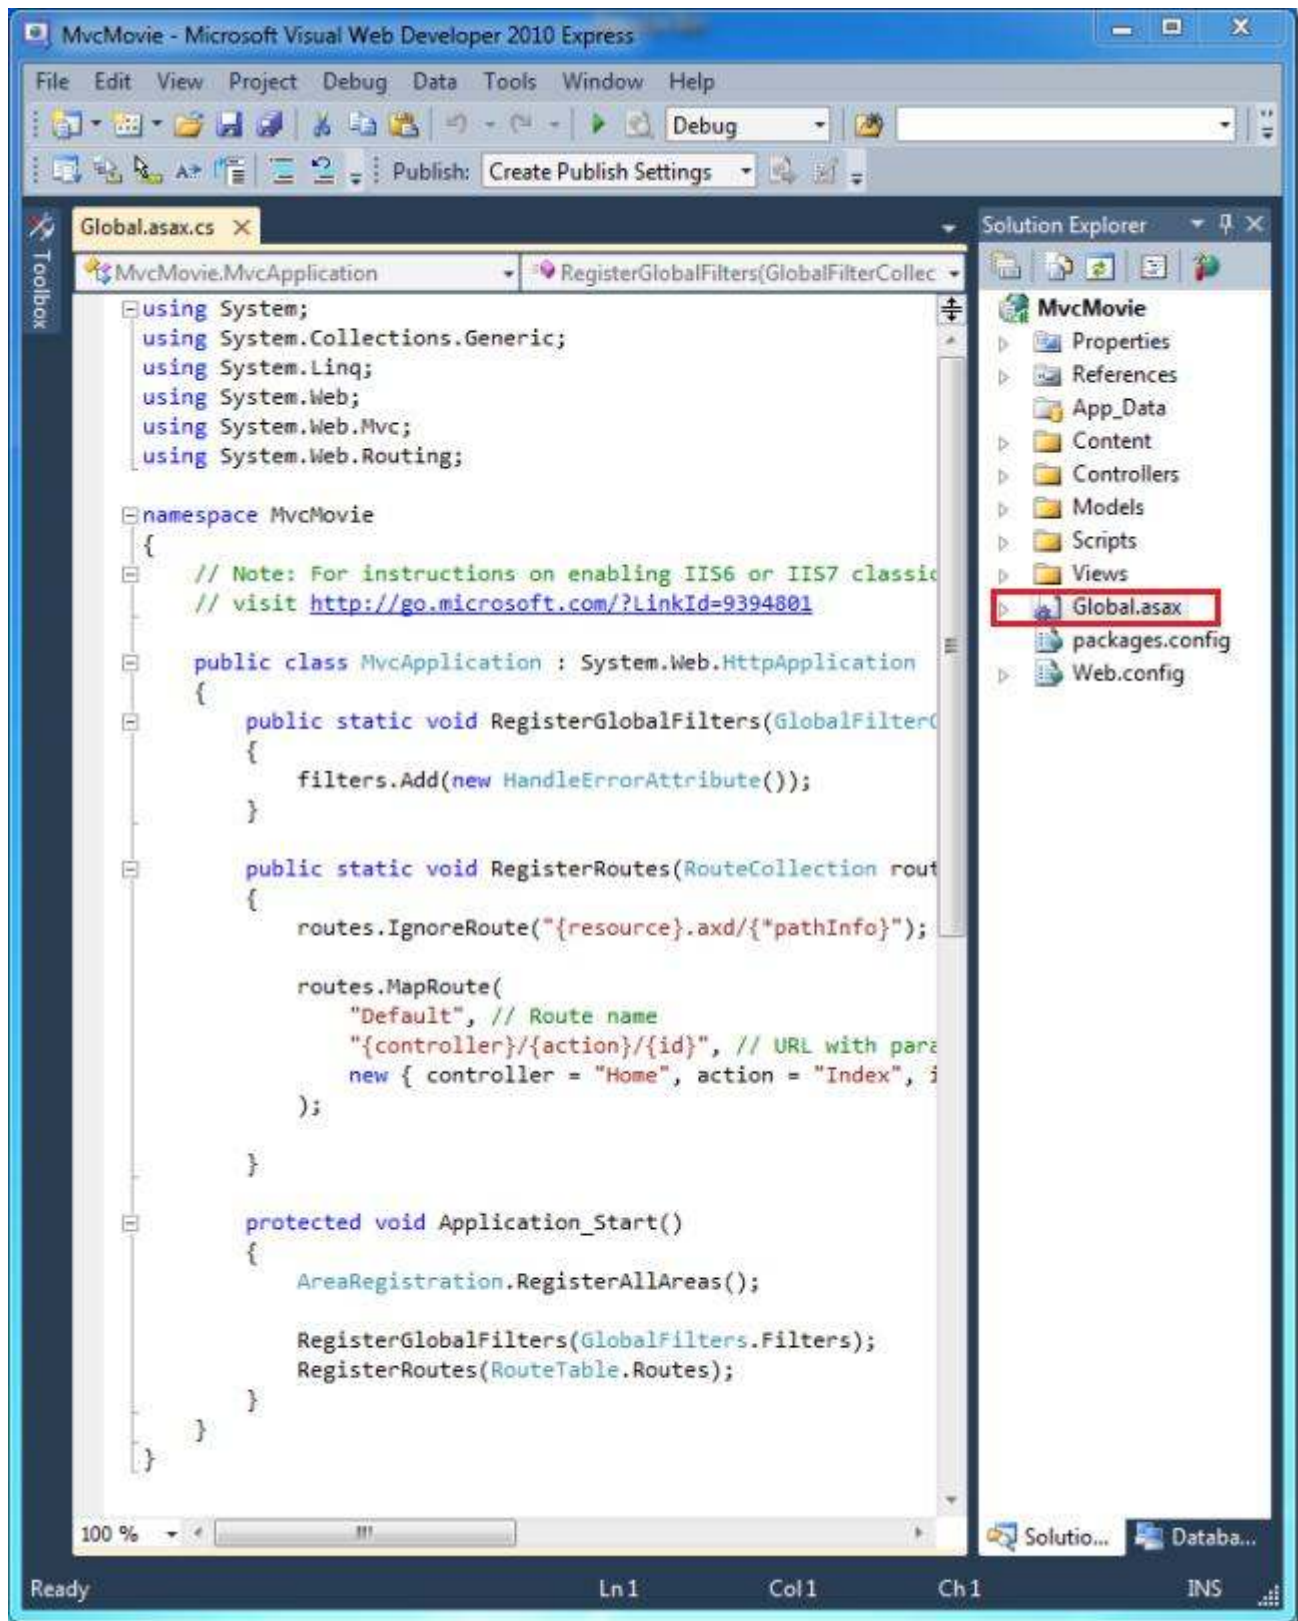 MvcMovie - Microsoft Visual Web Developer 2010 Express
File Edit View Project Debug Data Tools Window Help
Debug
Publish: Create Publish Settings
Toolbox
Global.asax.cs
MvcMovie.MvcApplication RegisterGlobalFilters(GlobalFilterCollec
using System;
using System.Collections.Generic;
using System.Linq;
using System.Web;
using System.Web.Mvc;
using System.Web.Routing;
namespace MvcMovie
{
// Note: For instructions on enabling IIS6 or IIS7 classic
// visit http://go.microsoft.com/?LinkId=9394801
public class MvcApplication : System.Web.HttpApplication
{
public static void RegisterGlobalFilters(GlobalFilterC
{
filters.Add(new HandleErrorAttribute());
}
public static void RegisterRoutes(RouteCollection rout
{
routes.IgnoreRoute("{resource}.axd/{*pathInfo}");
routes.MapRoute(
"Default", // Route name
"{controller}/{action}/{id}", // URL with para
new { controller = "Home", action = "Index", i
);
}
protected void Application_Start()
{
AreaRegistration.RegisterAllAreas();
RegisterGlobalFilters(GlobalFilters.Filters);
RegisterRoutes(RouteTable.Routes);
}
}
}
100 %
Solution Explorer
MvcMovie
Properties
References
App_Data
Content
Controllers
Models
Scripts
Views
Global.asax
packages.config
Web.config
Solutio... Databa...
Ready Ln 1 Col 1 Ch 1 INS